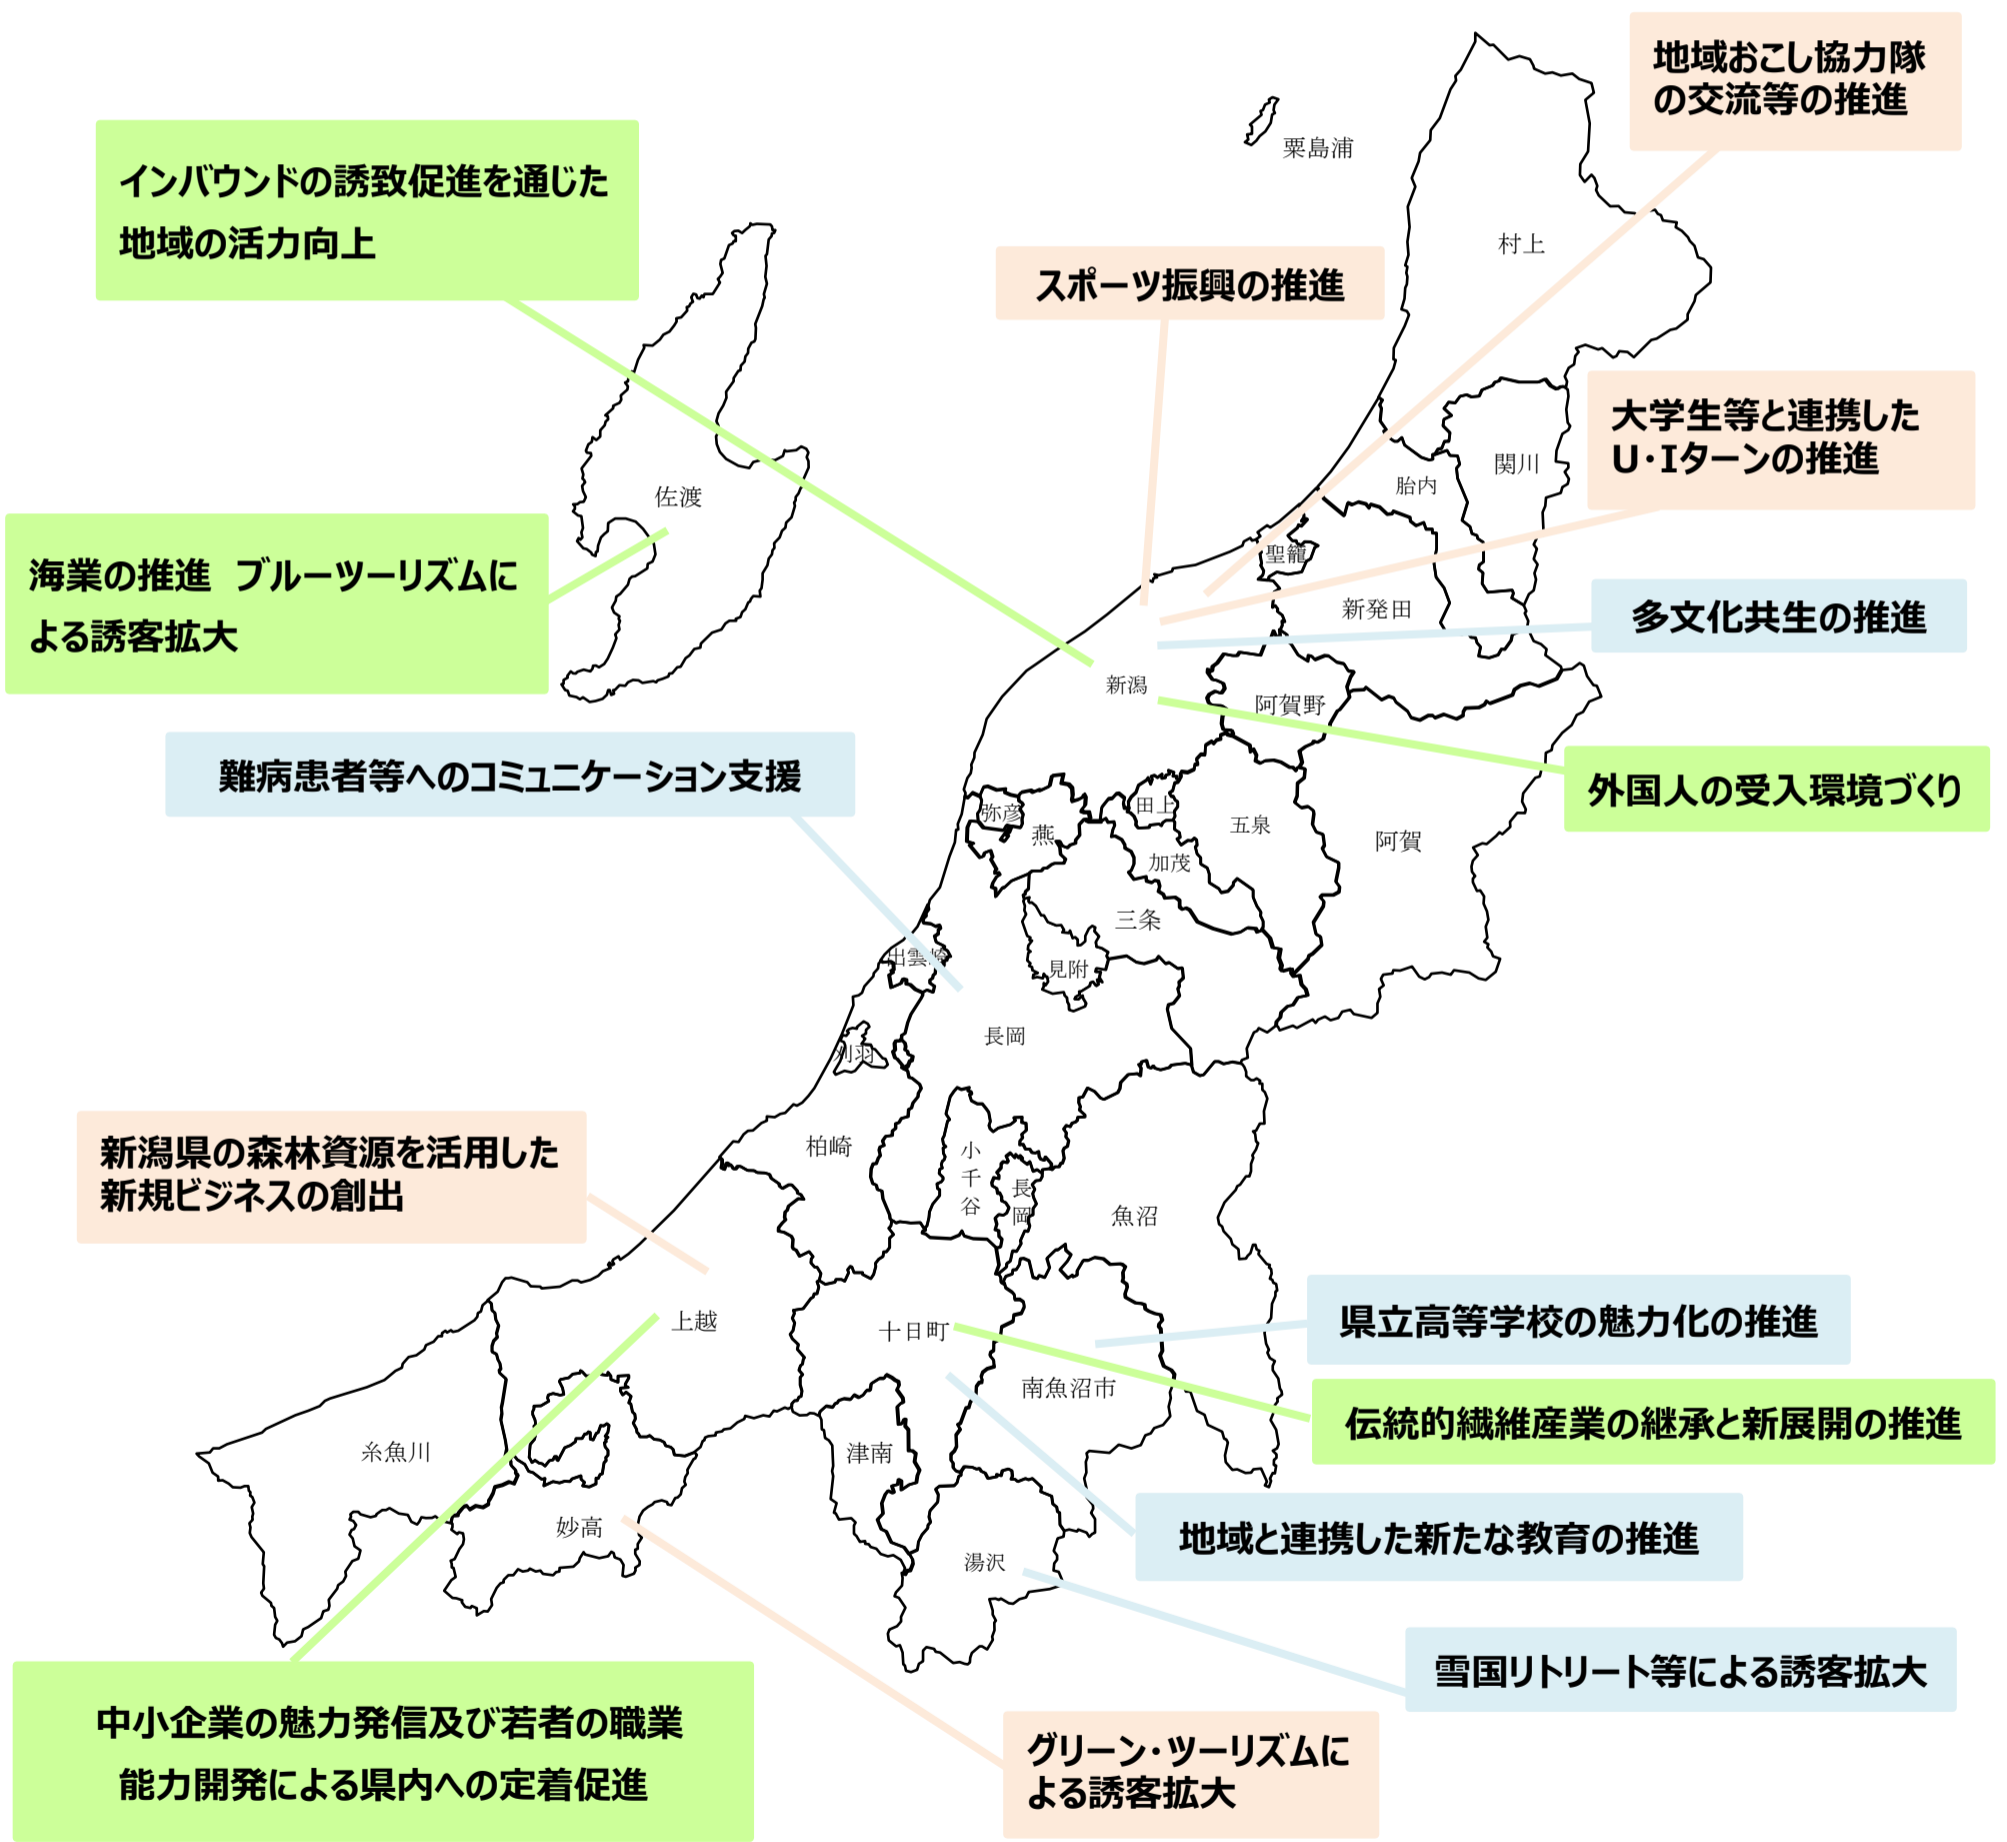 地域おこし協力隊
の交流等の推進
粟島浦
インバウンドの誘致促進を通じた
地域の活力向上
村上
スポーツ振興の推進
大学生等と連携した
U・Iターンの推進
関川
胎内
佐渡
聖籠
海業の推進　ブルーツーリズムに
よる誘客拡大
新発田
多文化共生の推進
新潟
阿賀野
難病患者等へのコミュニケーション支援
外国人の受入環境づくり
弥彦
燕
田上
五泉
阿賀
加茂
三条
出雲崎
見附
長岡
刈羽
新潟県の森林資源を活用した
新規ビジネスの創出
柏崎
小
千
谷
長
岡
魚沼
上越
十日町
県立高等学校の魅力化の推進
南魚沼市
伝統的繊維産業の継承と新展開の推進
糸魚川
津南
妙高
地域と連携した新たな教育の推進
湯沢
雪国リトリート等による誘客拡大
中小企業の魅力発信及び若者の職業
能力開発による県内への定着促進
グリーン・ツーリズムに
よる誘客拡大